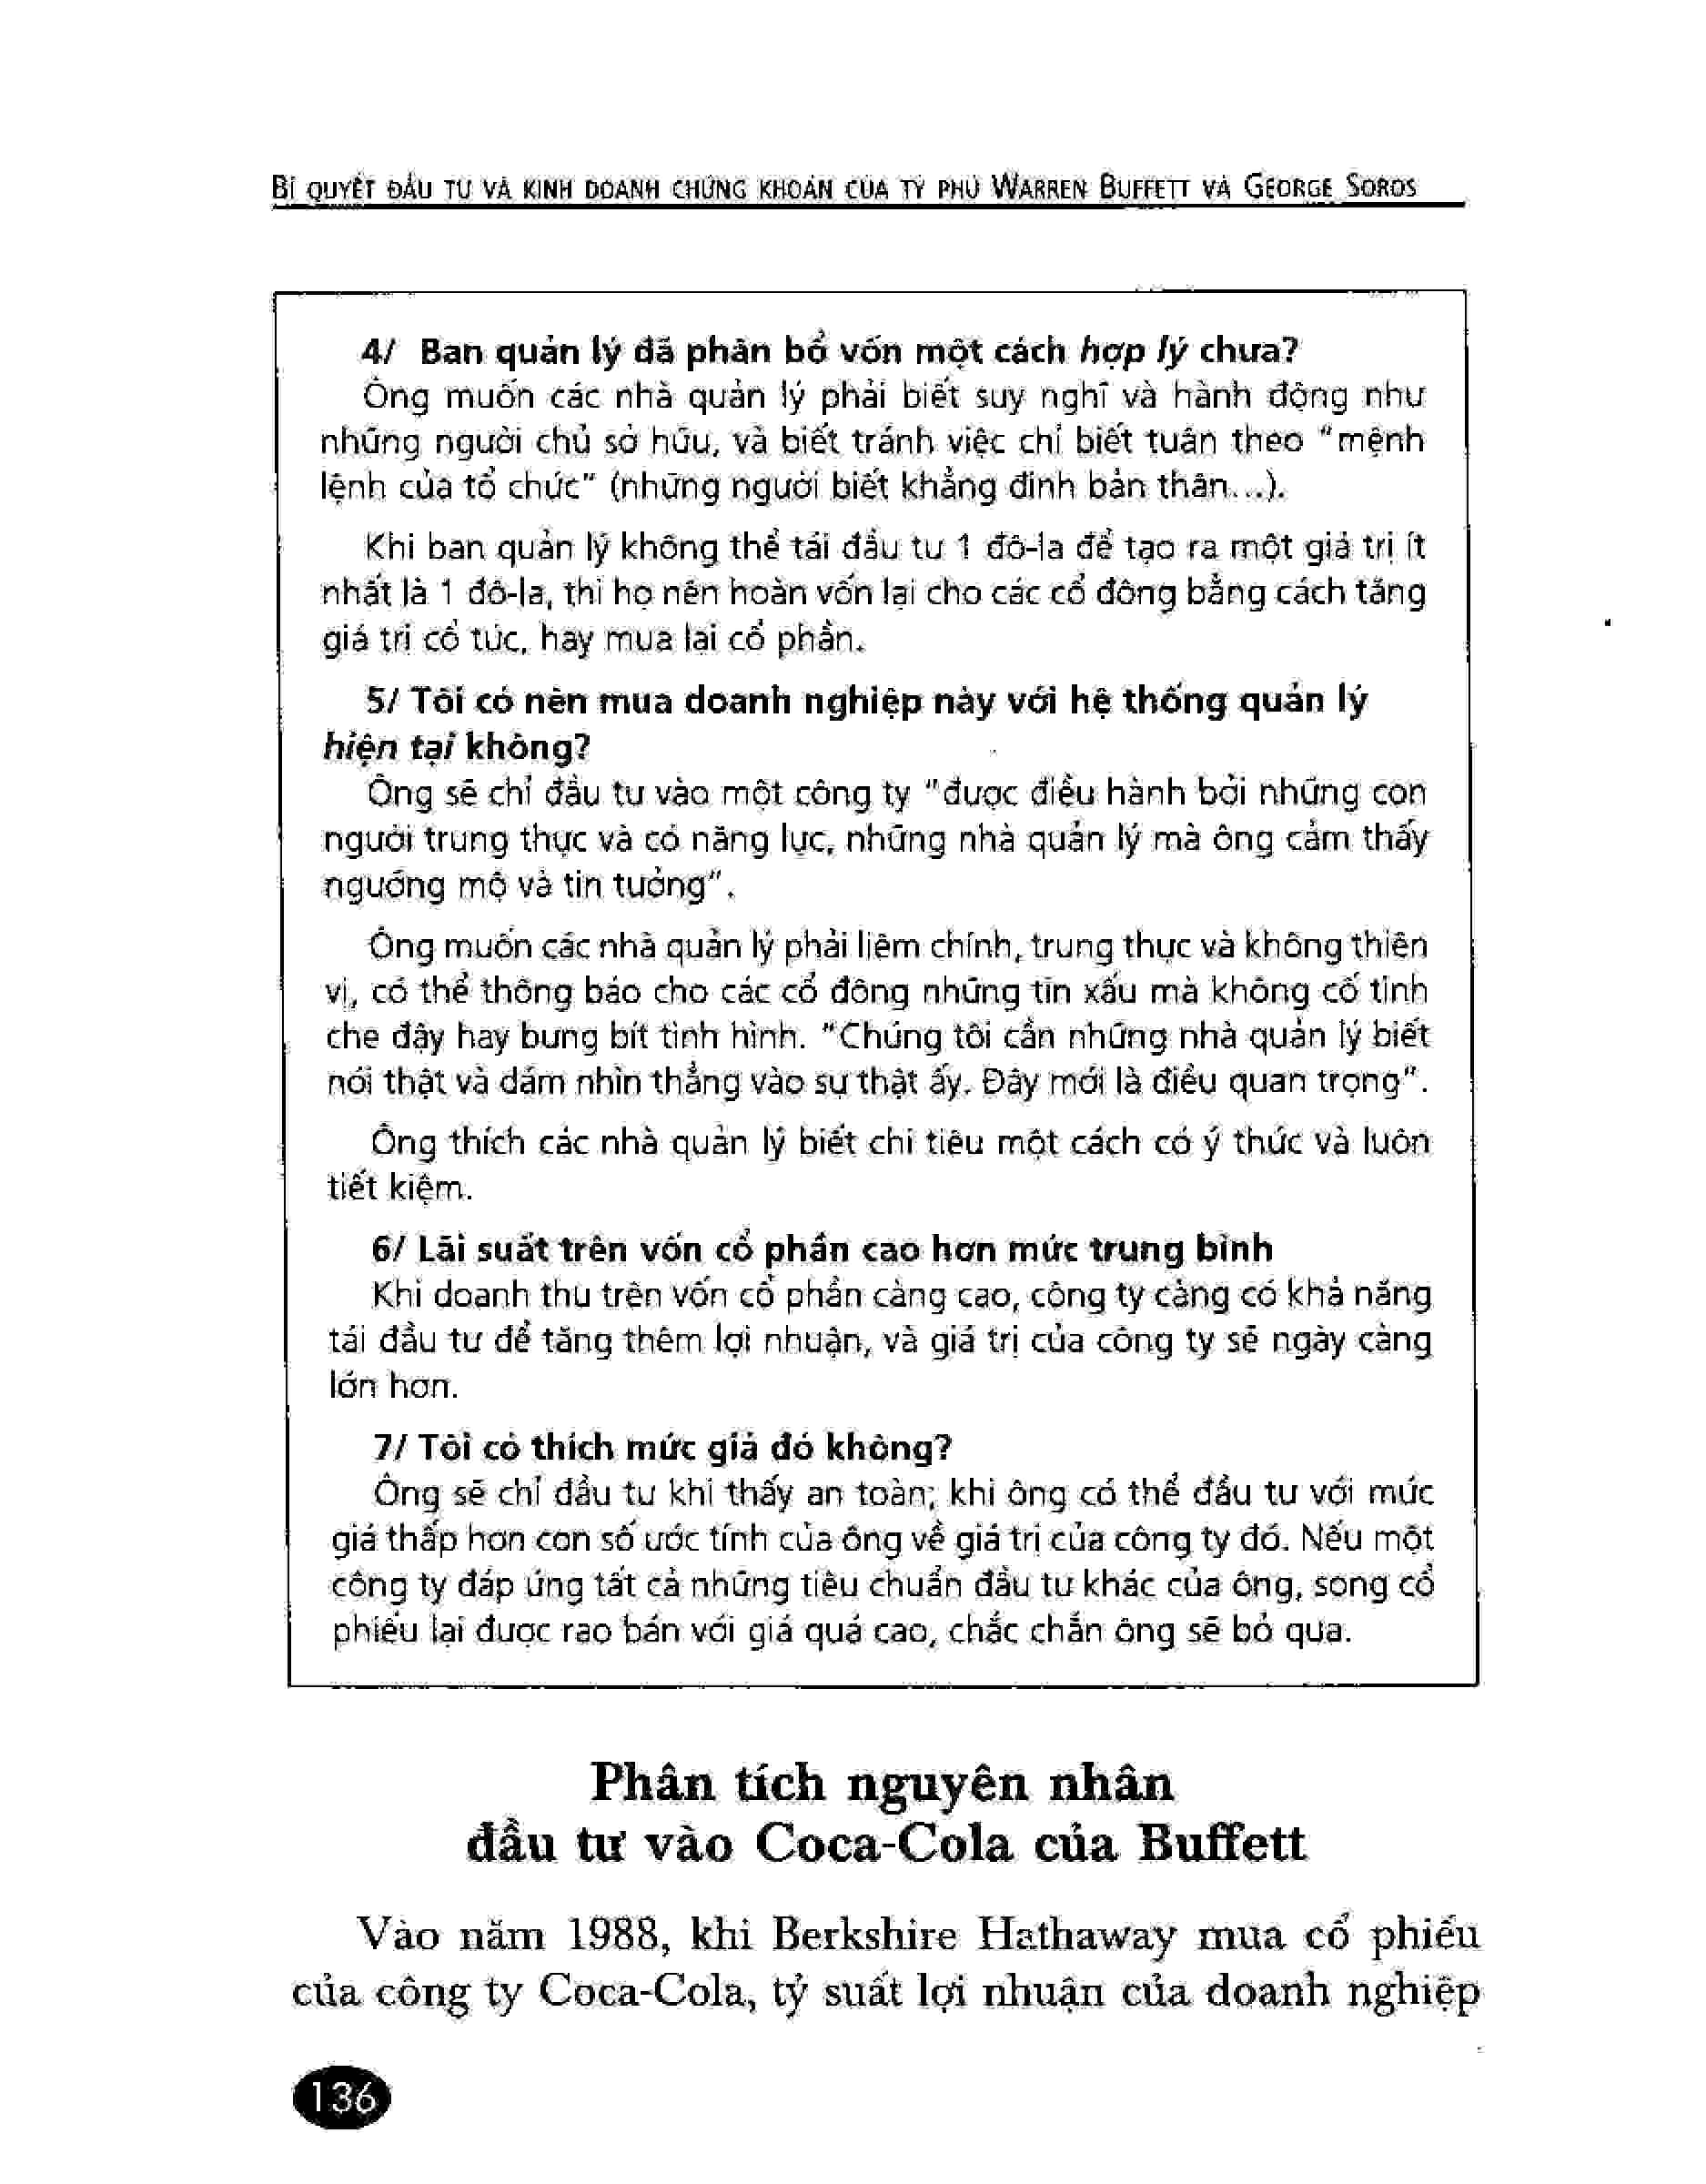 BÍ QUYẾT ĐẦU TƯ VÀ KINH DOANH CHỨNG KHOÁN CỦA TỶ PHÚ WARREN BUFFETT VÀ GEORGE SOROS
4/ Ban quản lý đã phân bổ vốn một cách hợp lý chưa?
Ông muốn các nhà quản lý phải biết suy nghĩ và hành động như
những người chủ sở hữu, và biết tránh việc chỉ biết tuân theo "mệnh
lệnh của tổ chức" (những người biết khẳng định bản thân...).
Khi ban quản lý không thể tái đầu tư 1 đô-la để tạo ra một giá trị ít
nhất là 1 đô-la, thì họ nên hoàn vốn lại cho các cổ đông bằng cách tăng
giá trị cổ tức, hay mua lại cổ phần.
5/ Tôi có nên mua doanh nghiệp này với hệ thống quản lý
hiện tại không?
Ông sẽ chỉ đầu tư vào một công ty "được điều hành bởi những con
người trung thực và có năng lực, những nhà quản lý mà ông cảm thấy
ngưỡng mộ và tin tưởng".
Ông muốn các nhà quản lý phải liêm chính, trung thực và không thiên
vị, có thể thông báo cho các cổ đông những tin xấu mà không cố tình
che đậy hay bưng bít tình hình. "Chúng tôi cần những nhà quản lý biết
nói thật và dám nhìn thẳng vào sự thật ấy. Đây mới là điều quan trọng".
Ông thích các nhà quản lý biết chi tiêu một cách có ý thức và luôn
tiết kiệm.
6/ Lãi suất trên vốn cổ phần cao hơn mức trung bình
Khi doanh thu trên vốn cổ phần càng cao, công ty càng có khả năng
tái đầu tư để tăng thêm lợi nhuận, và giá trị của công ty sẽ ngày càng
lớn hơn.
7/ Tôi có thích mức giá đó không?
Ông sẽ chỉ đầu tư khi thấy an toàn; khi ông có thể đầu tư với mức
giá thấp hơn con số ước tính của ông về giá trị của công ty đó. Nếu một
công ty đáp ứng tất cả những tiêu chuẩn đầu tư khác của ông, song cổ
phiếu lại được rao bán với giá quá cao, chắc chắn ông sẽ bỏ qua.
Phân tích nguyên nhân
đầu tư vào Coca-Cola của Buffett
Vào năm 1988, khi Berkshire Hathaway mua cổ phiếu
của công ty Coca-Cola, tỷ suất lợi nhuận của doanh nghiệp
136